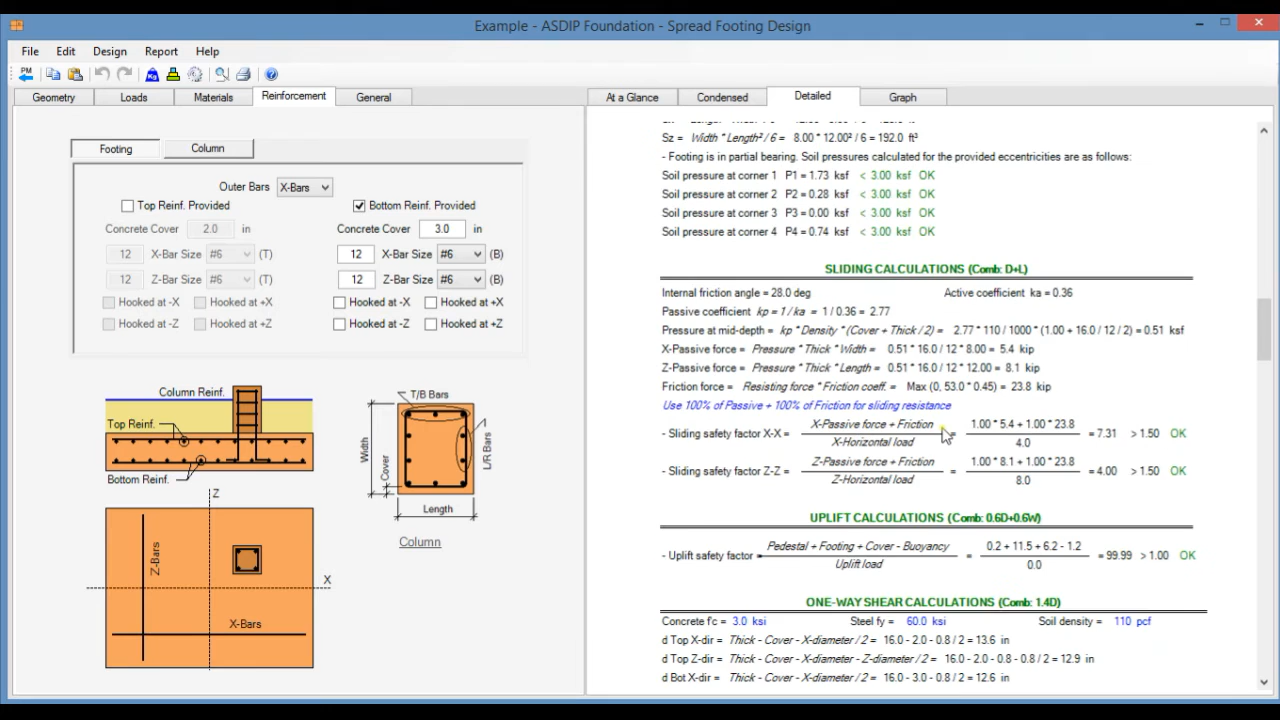 Example - ASDIP Foundation - Spread Footing Design
File Edit Design Report Help
Geometry Loads Materials Reinforcement General
At a Glance Condensed Detailed Graph
Footing Column
Outer Bars X-Bars
Top Reinf. Provided Bottom Reinf. Provided
Concrete Cover 2.0 in Concrete Cover 3.0 in
12 X-Bar Size #6 (T) 12 X-Bar Size #6 (B)
12 Z-Bar Size #6 (T) 12 Z-Bar Size #6 (B)
Hooked at -X Hooked at +X Hooked at -X Hooked at +X
Hooked at -Z Hooked at +Z Hooked at -Z Hooked at +Z
Column Reinf.
Top Reinf.
Bottom Reinf.
T/B Bars
Width
Cover
L/R Bars
Length
Column
Z
Z-Bars
X
X-Bars
Sz = Width * Length² / 6 = 8.00 * 12.00² / 6 = 192.0 ft³
- Footing is in partial bearing. Soil pressures calculated for the provided eccentricities are as follows:
Soil pressure at corner 1 P1 = 1.73 ksf < 3.00 ksf OK
Soil pressure at corner 2 P2 = 0.28 ksf < 3.00 ksf OK
Soil pressure at corner 3 P3 = 0.00 ksf < 3.00 ksf OK
Soil pressure at corner 4 P4 = 0.74 ksf < 3.00 ksf OK
SLIDING CALCULATIONS (Comb: D+L)
Internal friction angle = 28.0 deg Active coefficient ka = 0.36
Passive coefficient kp = 1 / ka = 1 / 0.36 = 2.77
Pressure at mid-depth = kp * Density * (Cover + Thick / 2) = 2.77 * 110 / 1000 * (1.00 + 16.0 / 12 / 2) = 0.51 ksf
X-Passive force = Pressure * Thick * Width = 0.51 * 16.0 / 12 * 8.00 = 5.4 kip
Z-Passive force = Pressure * Thick * Length = 0.51 * 16.0 / 12 * 12.00 = 8.1 kip
Friction force = Resisting force * Friction coeff. = Max (0, 53.0 * 0.45) = 23.8 kip
Use 100% of Passive + 100% of Friction for sliding resistance
X-Passive force + Friction 1.00 * 5.4 + 1.00 * 23.8
- Sliding safety factor X-X = = = 7.31 > 1.50 OK
X-Horizontal load 4.0
Z-Passive force + Friction 1.00 * 8.1 + 1.00 * 23.8
- Sliding safety factor Z-Z = = = 4.00 > 1.50 OK
Z-Horizontal load 8.0
UPLIFT CALCULATIONS (Comb: 0.6D+0.6W)
Pedestal + Footing + Cover - Buoyancy 0.2 + 11.5 + 6.2 - 1.2
- Uplift safety factor = = = 99.99 > 1.00 OK
Uplift load 0.0
ONE-WAY SHEAR CALCULATIONS (Comb: 1.4D)
Concrete f'c = 3.0 ksi Steel fy = 60.0 ksi Soil density = 110 pcf
d Top X-dir = Thick - Cover - X-diameter / 2 = 16.0 - 2.0 - 0.8 / 2 = 13.6 in
d Top Z-dir = Thick - Cover - X-diameter - Z-diameter / 2 = 16.0 - 2.0 - 0.8 - 0.8 / 2 = 12.9 in
d Bot X-dir = Thick - Cover - X-diameter / 2 = 16.0 - 3.0 - 0.8 / 2 = 12.6 in